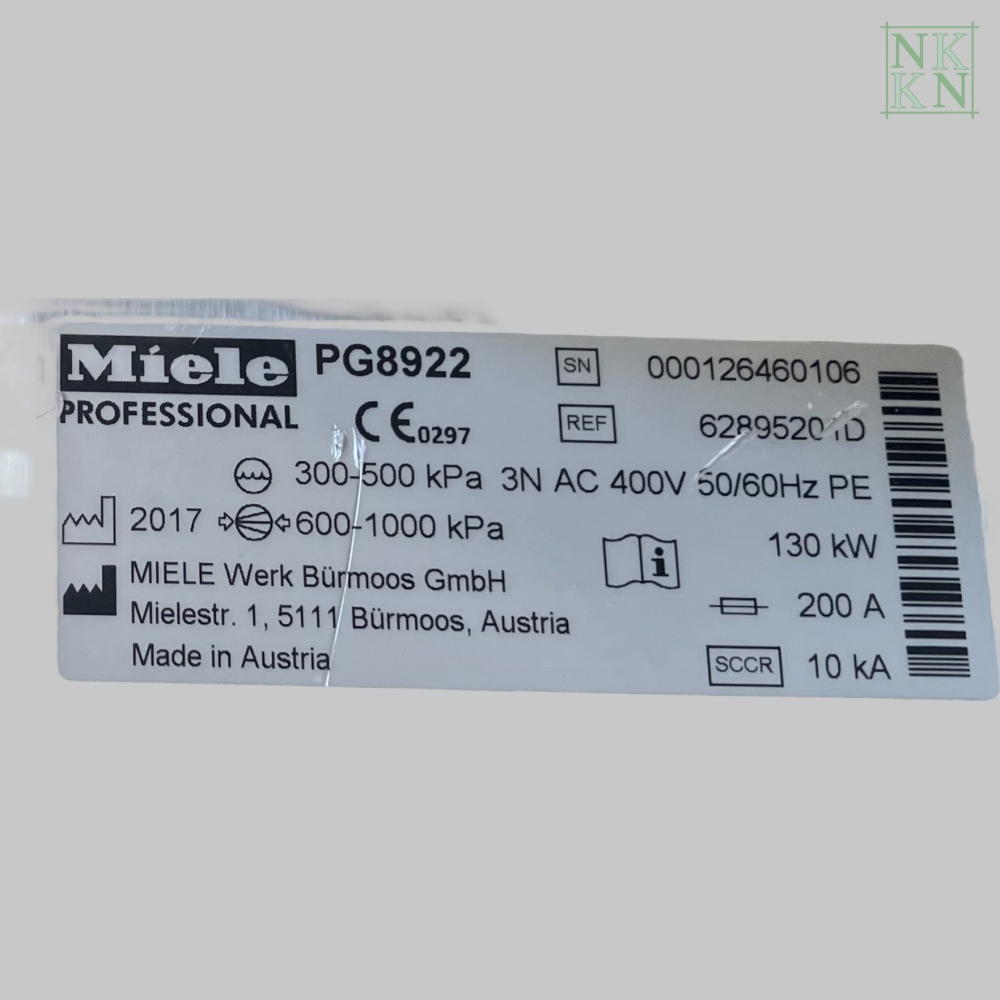 NK
KN
Miele
PROFESSIONAL
PG8922
CE 0297
SN 000126460106
REF
300-500 kPa 3N AC 400V 50/60Hz PE
2017 600-1000 kPa
130 kW
MIELE Werk Bürmoos GmbH
Mielestr. 1, 5111 Bürmoos, Austria
200 A
Made in Austria
SCCR 10 kA